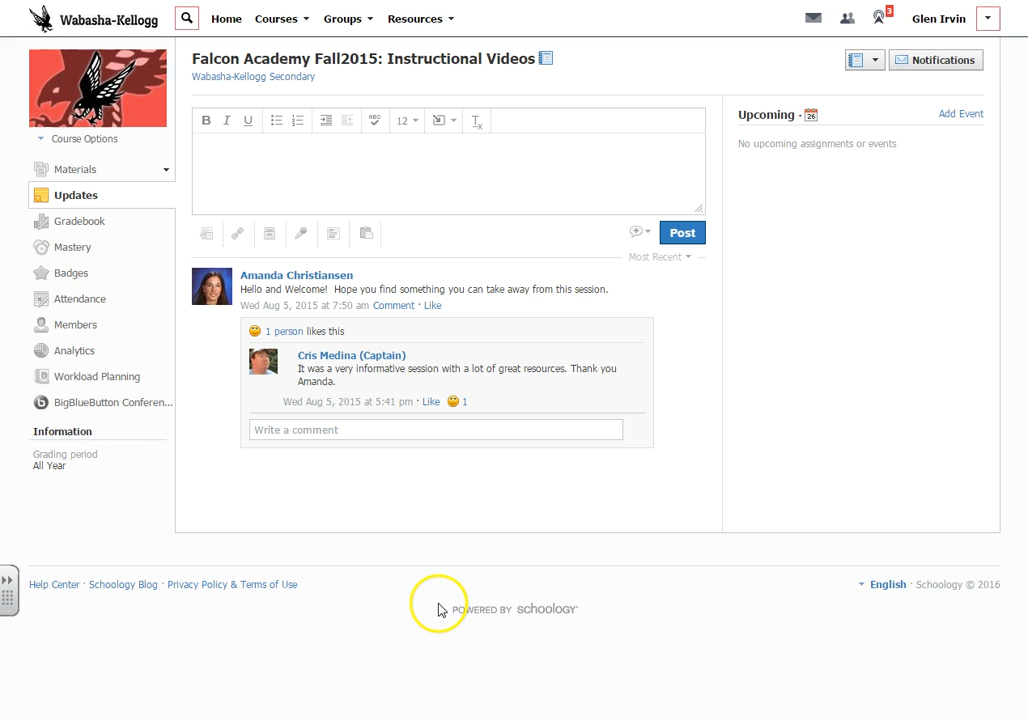 Wabasha-Kellogg
Home Courses Groups Resources
3
Glen Irvin
Falcon Academy Fall2015: Instructional Videos
Wabasha-Kellogg Secondary
Notifications
Course Options
Materials
Updates
Gradebook
Mastery
Badges
Attendance
Members
Analytics
Workload Planning
BigBlueButton Conferen...
Information
Grading period
All Year
B I U ABC 12 Tx
Post
Most Recent
Amanda Christiansen
Hello and Welcome! Hope you find something you can take away from this session.
Wed Aug 5, 2015 at 7:50 am Comment · Like
1 person likes this
Cris Medina (Captain)
It was a very informative session with a lot of great resources. Thank you
Amanda.
Wed Aug 5, 2015 at 5:41 pm · Like 1
Write a comment
Upcoming · 26
Add Event
No upcoming assignments or events
Help Center · Schoology Blog · Privacy Policy & Terms of Use
English · Schoology © 2016
POWERED BY schoology